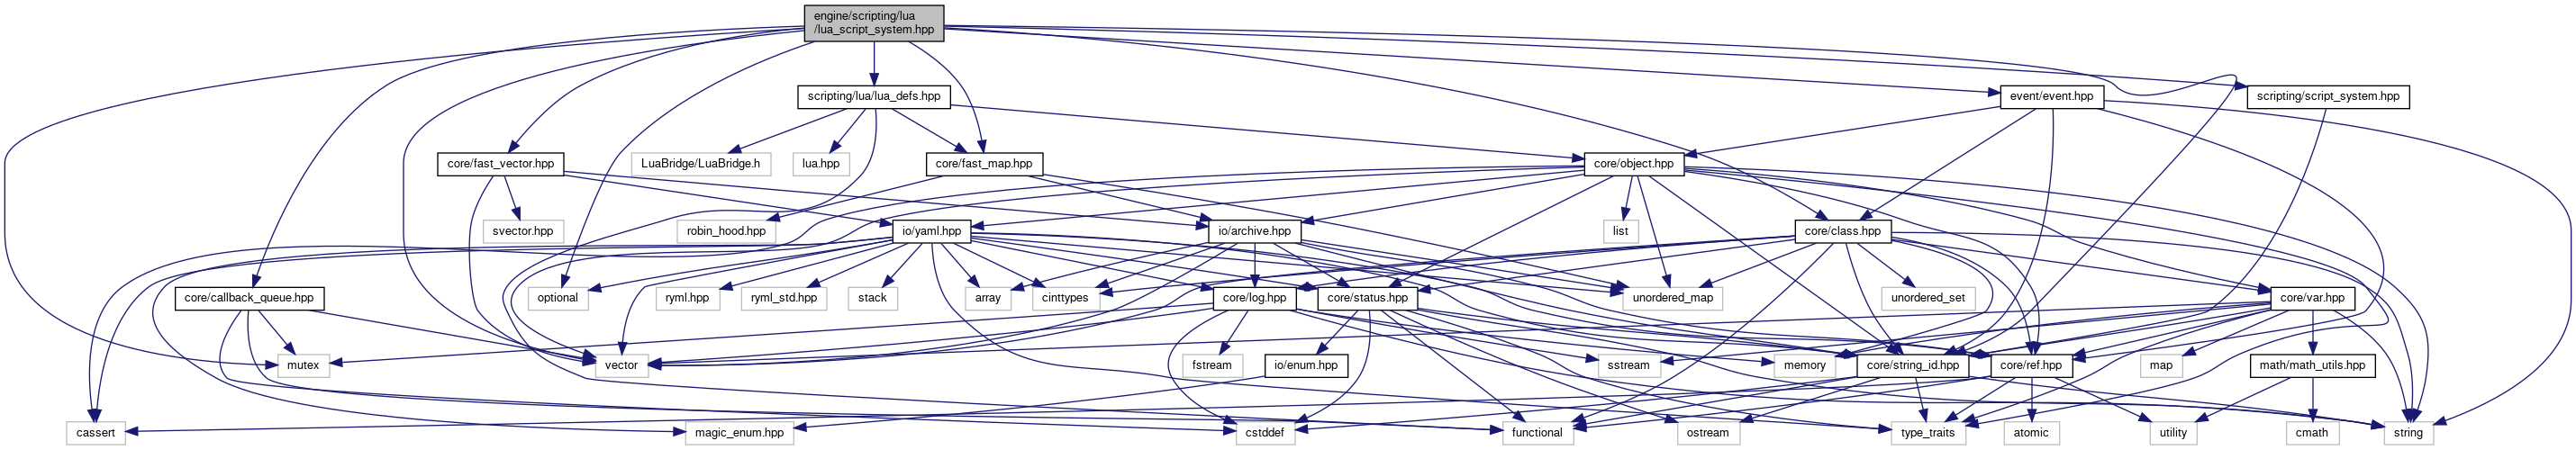 engine/scripting/lua
/lua_script_system.hpp
scripting/lua/lua_defs.hpp
event/event.hpp
scripting/script_system.hpp
core/fast_vector.hpp
LuaBridge/LuaBridge.h
lua.hpp
core/fast_map.hpp
core/object.hpp
svector.hpp
robin_hood.hpp
io/yaml.hpp
io/archive.hpp
list
core/class.hpp
core/callback_queue.hpp
optional
ryml.hpp
ryml_std.hpp
stack
array
cinttypes
core/log.hpp
core/status.hpp
unordered_map
unordered_set
core/var.hpp
mutex
vector
fstream
io/enum.hpp
sstream
memory
core/string_id.hpp
core/ref.hpp
map
math/math_utils.hpp
cassert
magic_enum.hpp
cstddef
functional
ostream
type_traits
atomic
utility
cmath
string